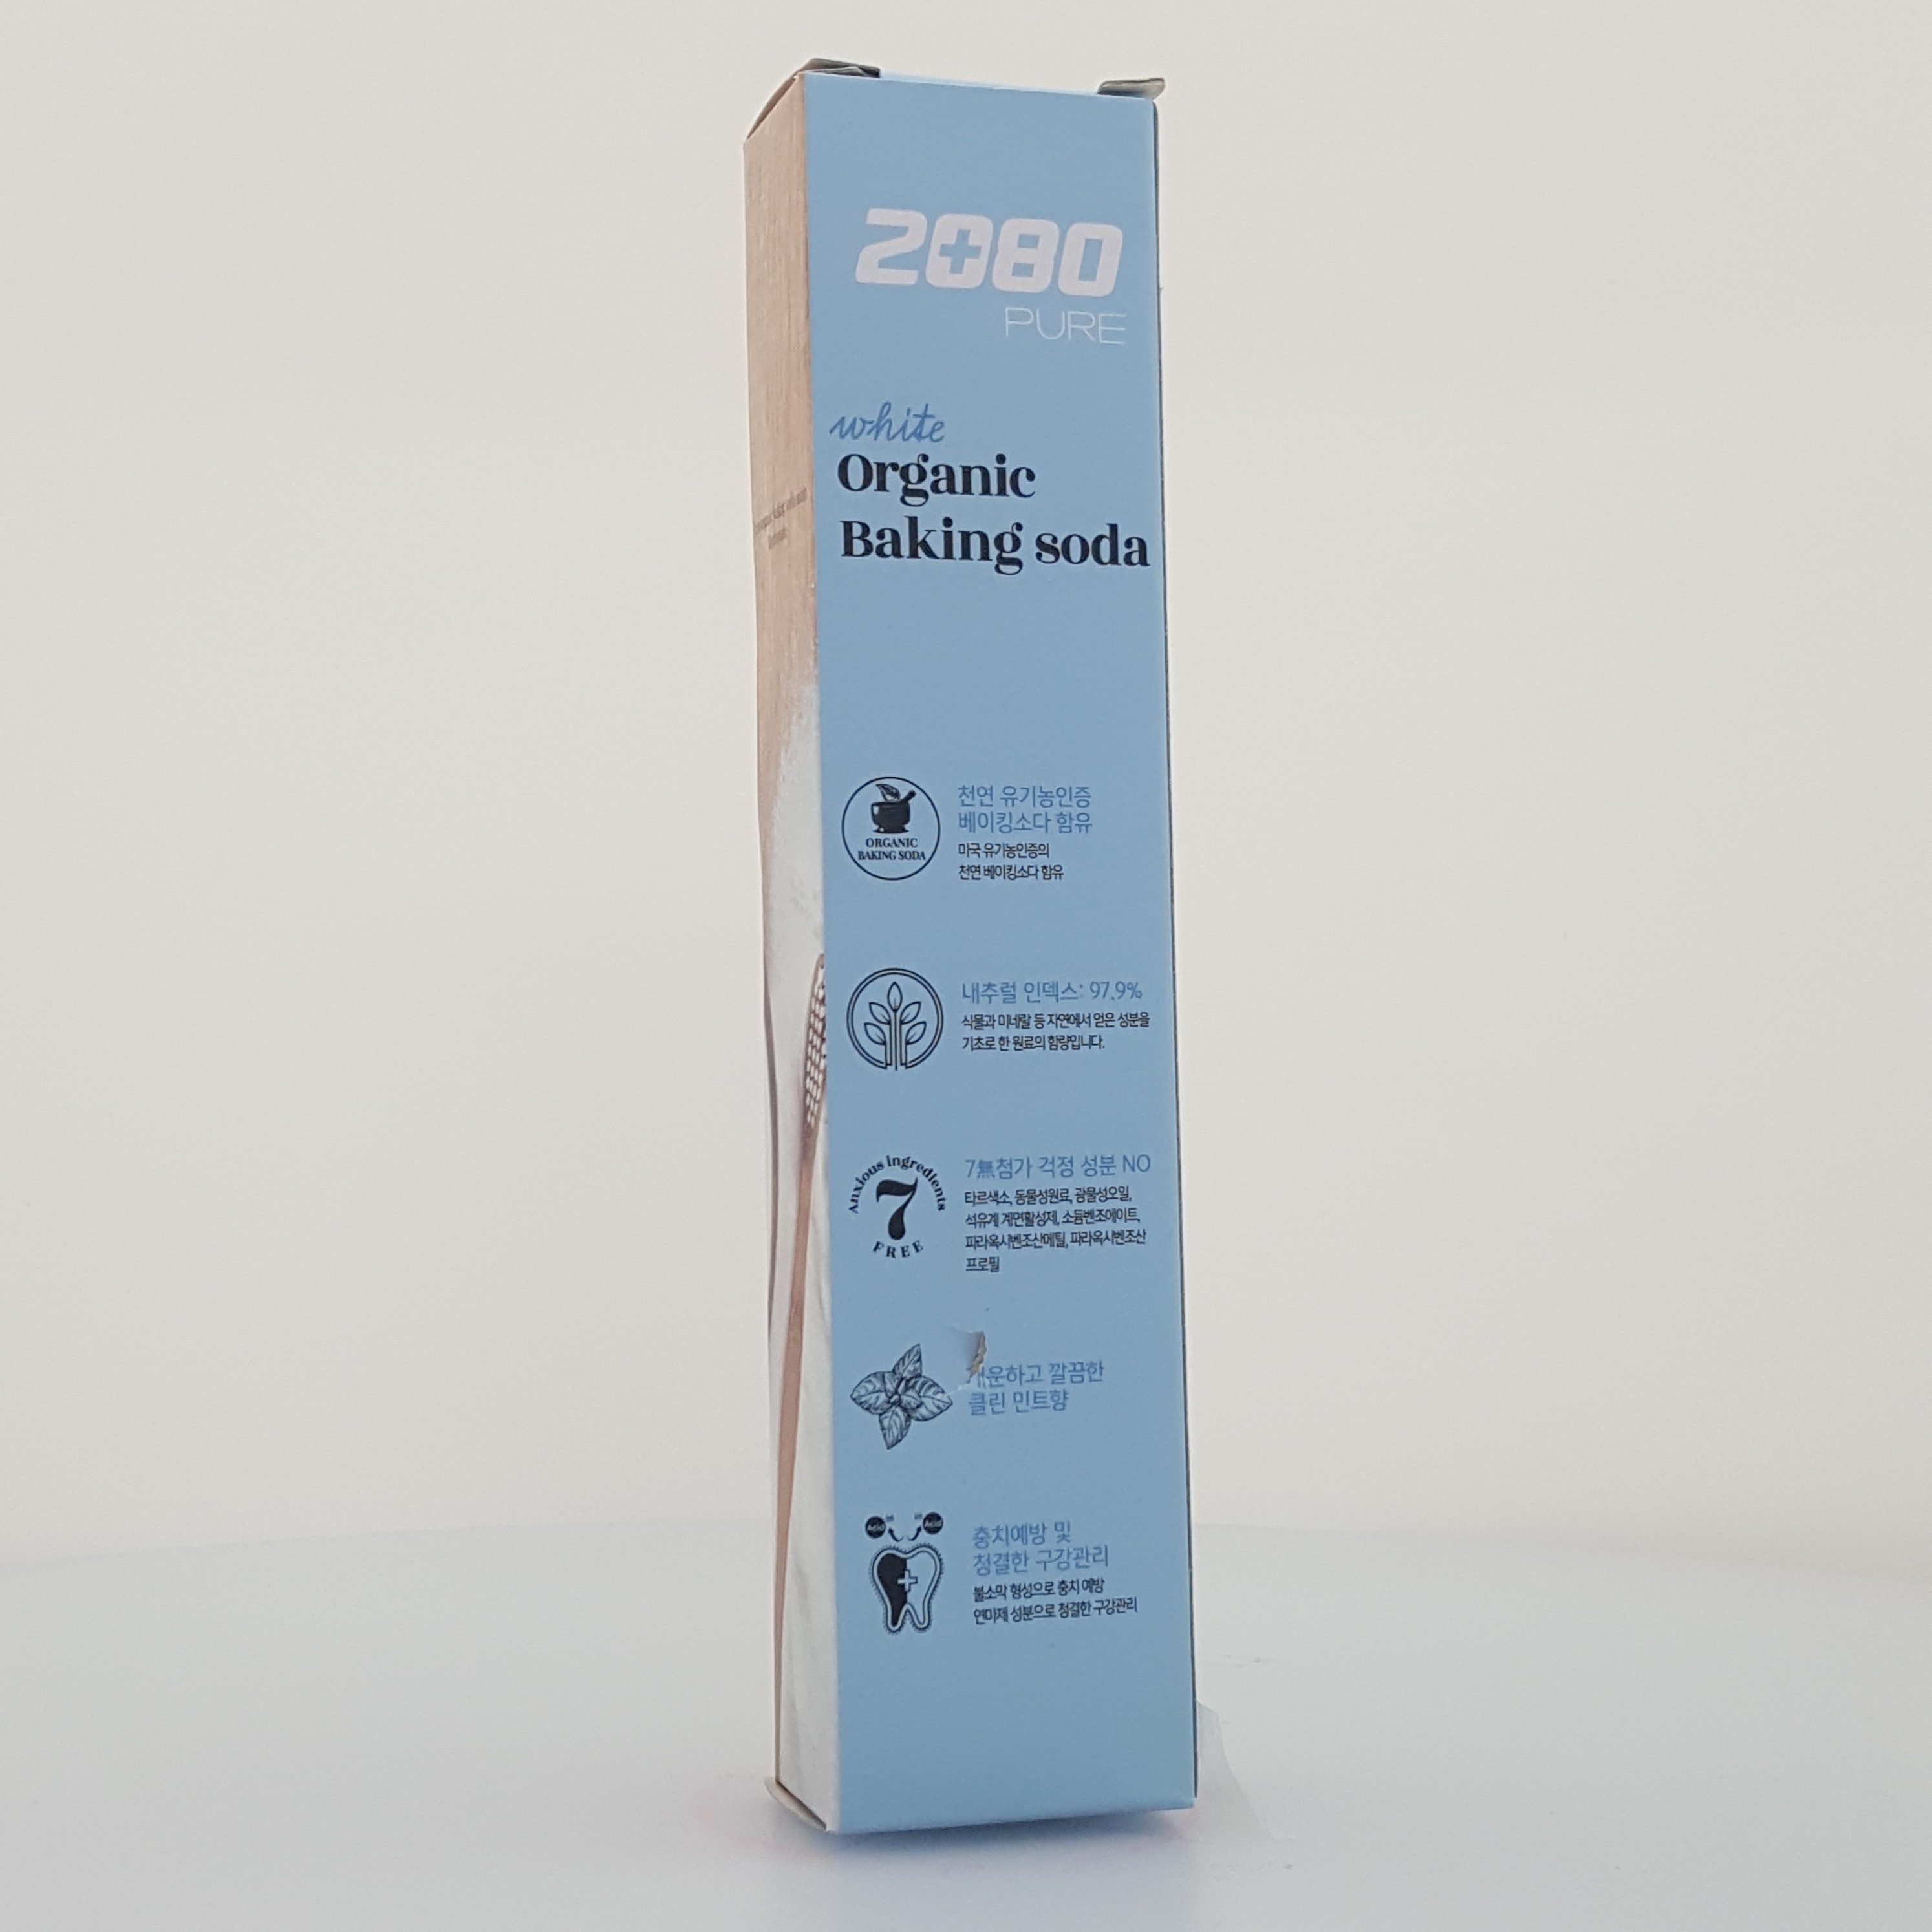 2080
PURE
white
Organic
Baking soda
ORGANIC
BAKING SODA
천연 유기농인증
베이킹소다 함유
미국 유기농인증의
천연 베이킹소다 함유
내추럴 인덱스: 97.9%
식물과 미네랄 등 자연에서 얻은 성분을
기초로 한 원료의 함량입니다.
Anxious ingredients
7
FREE
7無첨가 걱정 성분 NO
타르색소, 동물성원료, 광물성오일,
석유계 계면활성제, 소듐벤조에이트,
파라옥시벤조산메틸, 파라옥시벤조산
프로필
개운하고 깔끔한
클린 민트향
Acid
Acid
충치예방 및
청결한 구강관리
불소막 형성으로 충치 예방
연마제 성분으로 청결한 구강관리